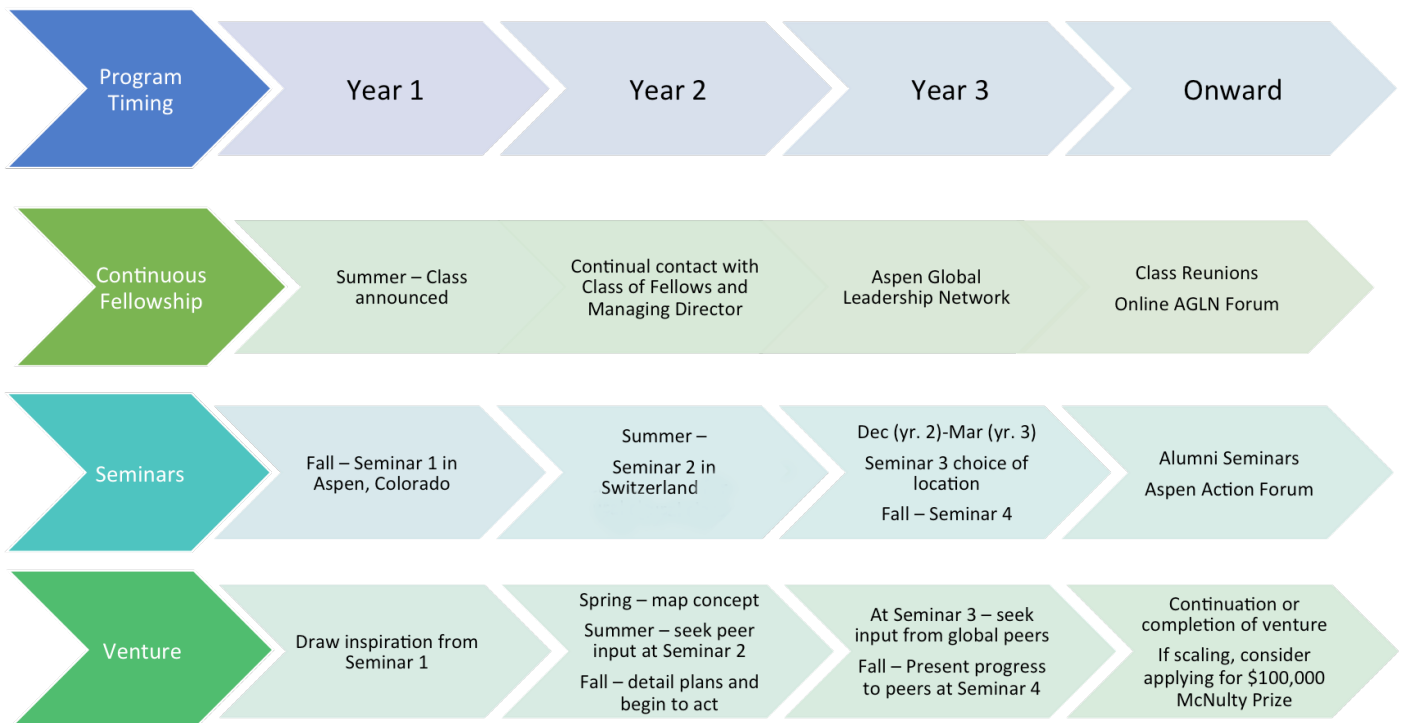 Program
Timing
Year 1
Year 2
Year 3
Onward
Continuous
Fellowship
Summer – Class
announced
Continual contact with
Class of Fellows and
Managing Director
Aspen Global
Leadership Network
Class Reunions
Online AGLN Forum
Seminars
Fall – Seminar 1 in
Aspen, Colorado
Summer –
Seminar 2 in
Switzerland
Dec (yr. 2)-Mar (yr. 3)
Seminar 3 choice of
location
Fall – Seminar 4
Alumni Seminars
Aspen Action Forum
Venture
Draw inspiration from
Seminar 1
Spring – map concept
Summer – seek peer
input at Seminar 2
Fall – detail plans and
begin to act
At Seminar 3 – seek
input from global peers
Fall – Present progress
to peers at Seminar 4
Continuation or
completion of venture
If scaling, consider
applying for $100,000
McNulty Prize